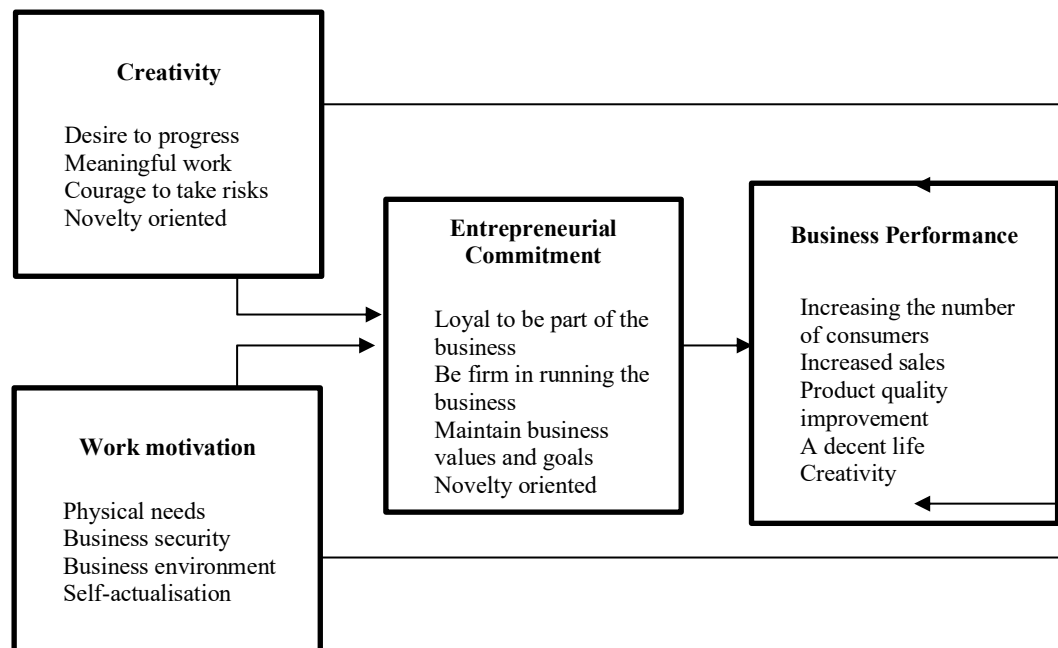 Creativity
Desire to progress
Meaningful work
Courage to take risks
Novelty oriented
Work motivation
Physical needs
Business security
Business environment
Self-actualisation
Entrepreneurial
Commitment
Loyal to be part of the
business
Be firm in running the
business
Maintain business
values and goals
Novelty oriented
Business Performance
Increasing the number
of consumers
Increased sales
Product quality
improvement
A decent life
Creativity